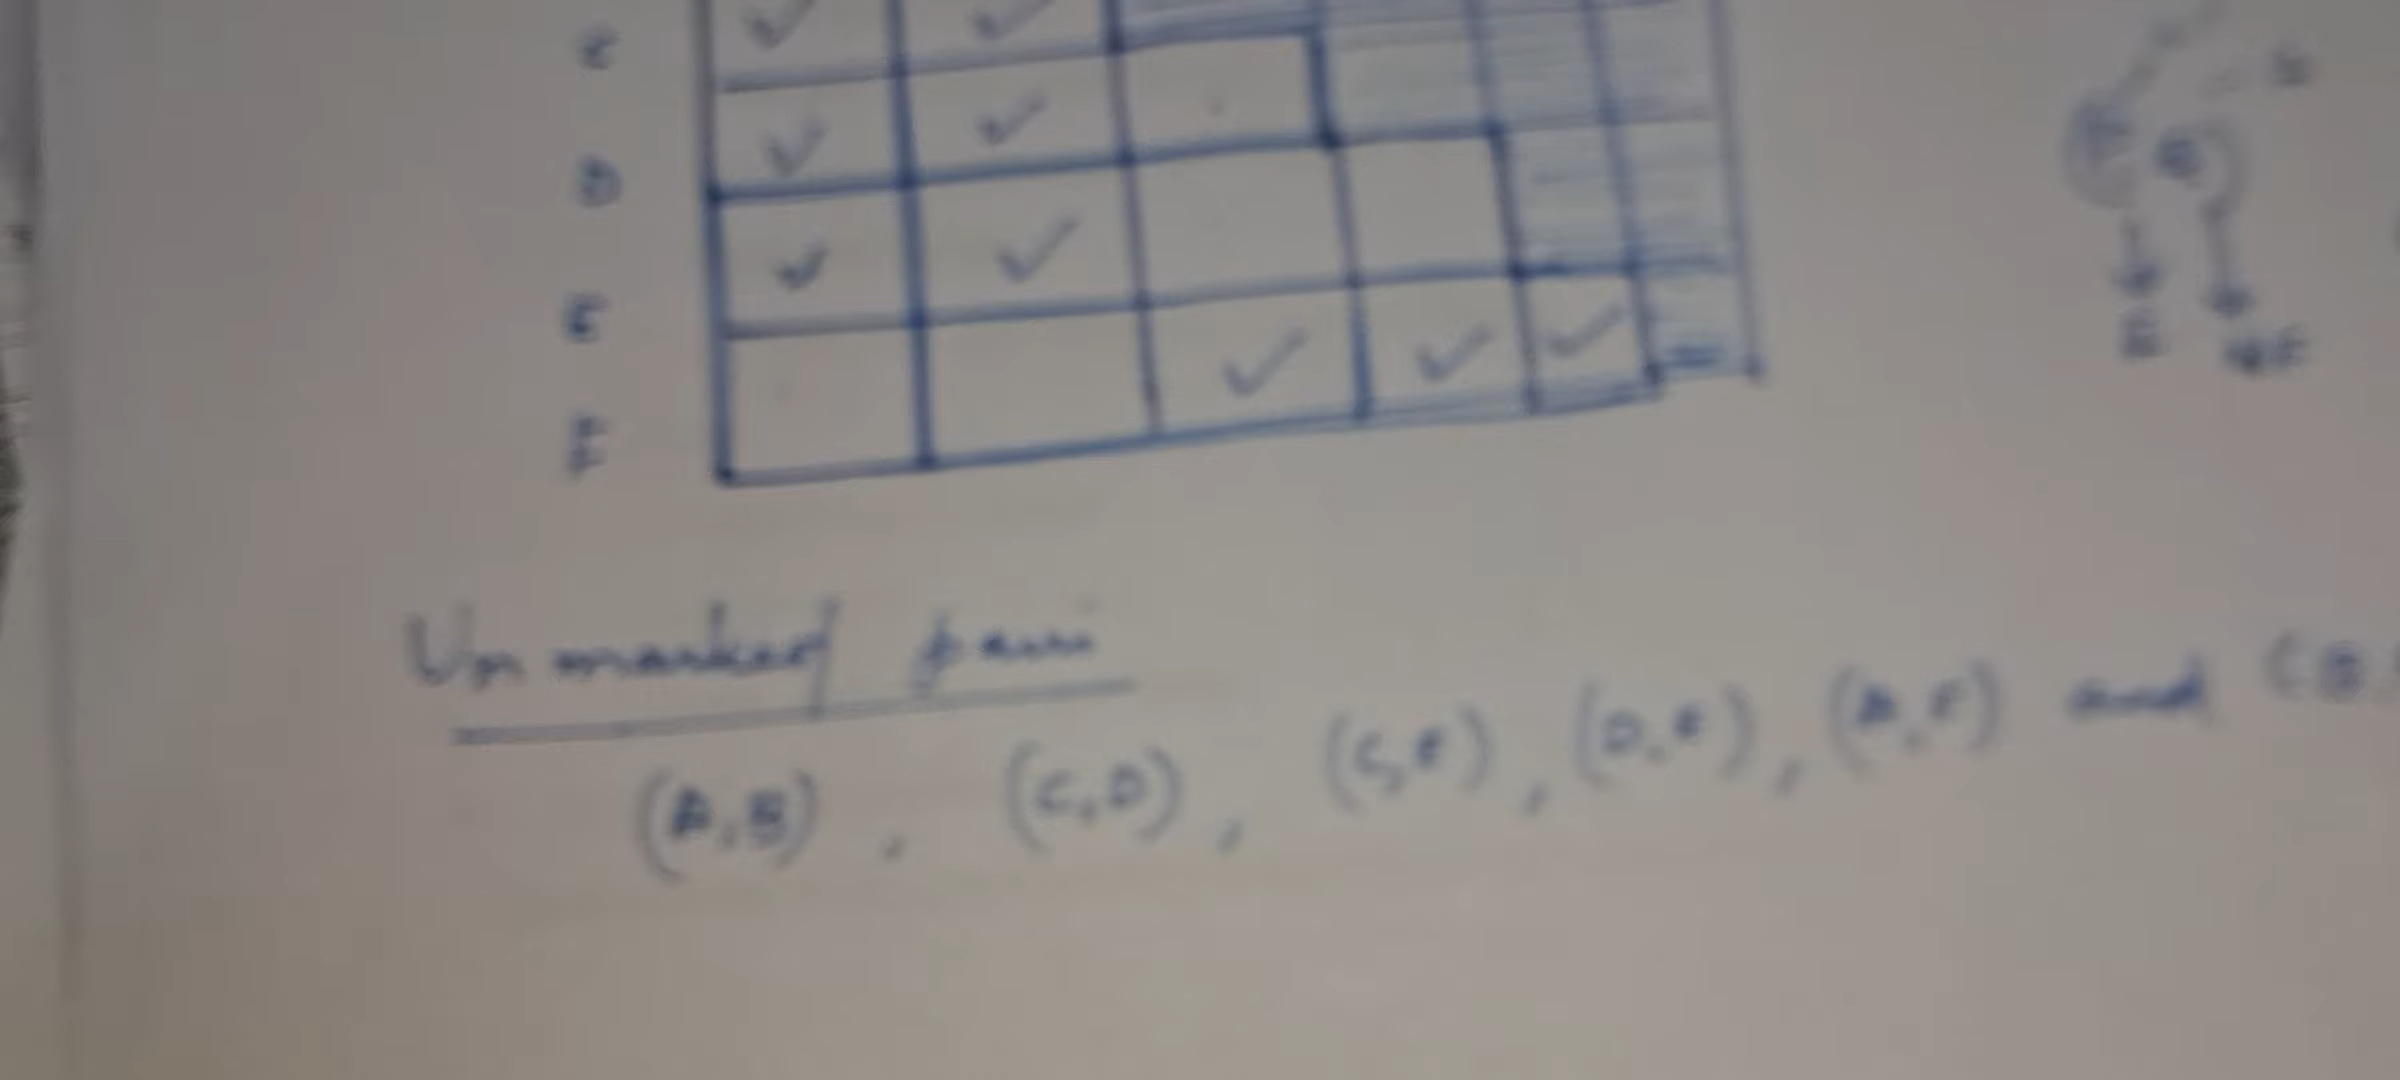 C ✓ ✓
D ✓ ✓
E ✓ ✓
F ✓ ✓ ✓
Unmarked pairs
(A,B), (C,D), (C,E), (D,E), (A,F) and (B,